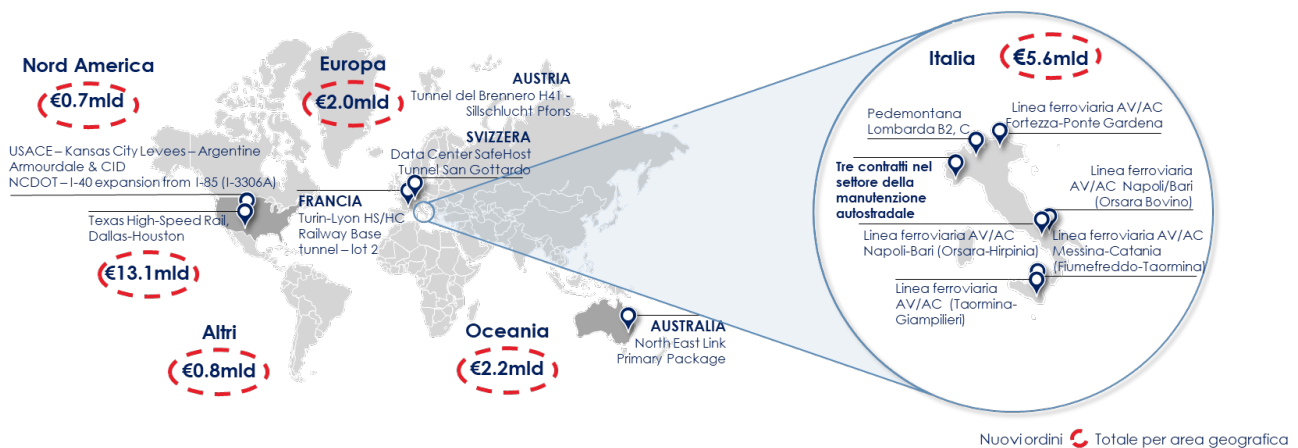 Nord America
€0.7mld
USACE – Kansas City Levees – Argentine
Armourdale & CID
NCDOT – I-40 expansion from I-85 (I-3306A)
Texas High-Speed Rail,
Dallas-Houston
€13.1mld
Altri
€0.8mld
Europa
€2.0mld
AUSTRIA
Tunnel del Brennero H41 -
Sillschlucht Pfons
SVIZZERA
Data Center SafeHost
Tunnel San Gottardo
FRANCIA
Turin-Lyon HS/HC
Railway Base
tunnel – lot 2
Oceania
€2.2mld
AUSTRALIA
North East Link
Primary Package
Italia
€5.6mld
Pedemontana
Lombarda B2, C
Linea ferroviaria AV/AC
Fortezza-Ponte Gardena
Tre contratti nel
settore della
manutenzione
autostradale
Linea ferroviaria
AV/AC Napoli/Bari
(Orsara Bovino)
Linea ferroviaria AV/AC
Napoli-Bari (Orsara-Hirpinia)
Linea ferroviaria AV/AC
Messina-Catania
(Fiumefreddo-Taormina)
Linea ferroviaria
AV/AC (Taormina-
Giampilieri)
Nuovi ordini
Totale per area geografica